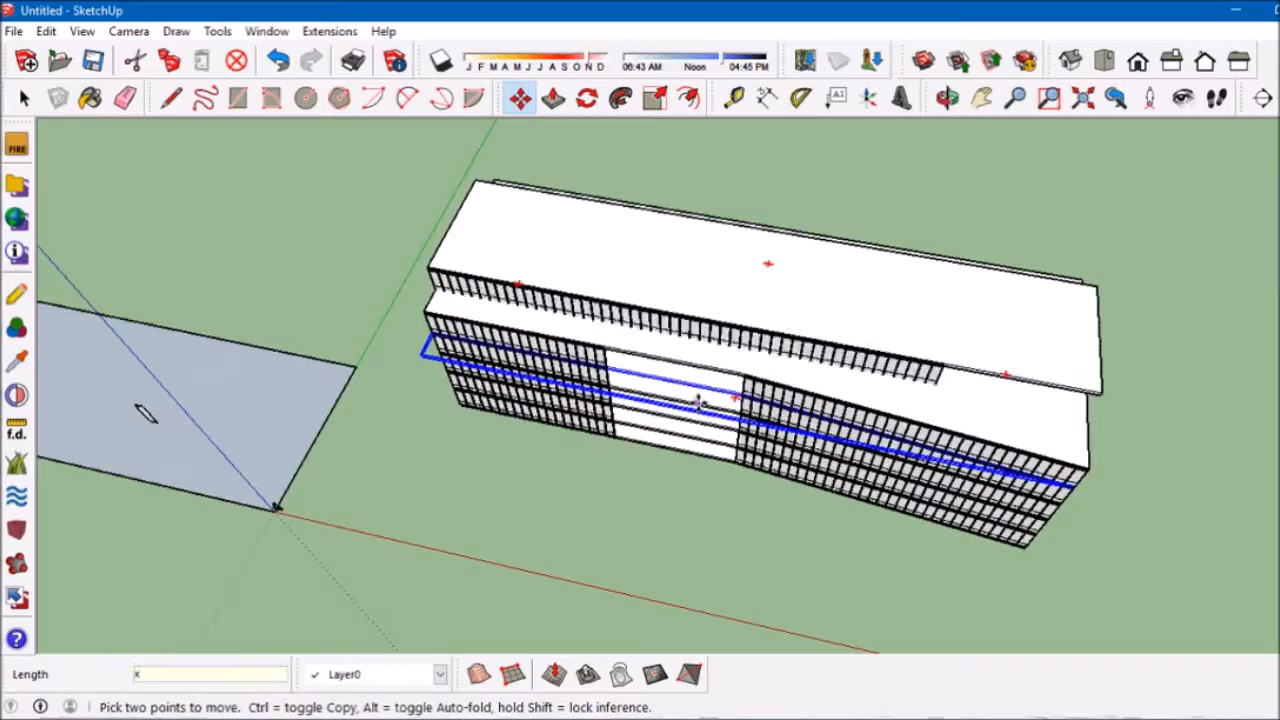 Untitled - SketchUp
File Edit View Camera Draw Tools Window Extensions Help
J F M A M J J A S O N D 06:43 AM Noon 04:45 PM
A1
FIRE
f.d.
Length K Layer0
Pick two points to move. Ctrl = toggle Copy, Alt = toggle Auto-fold, hold Shift = lock inference.